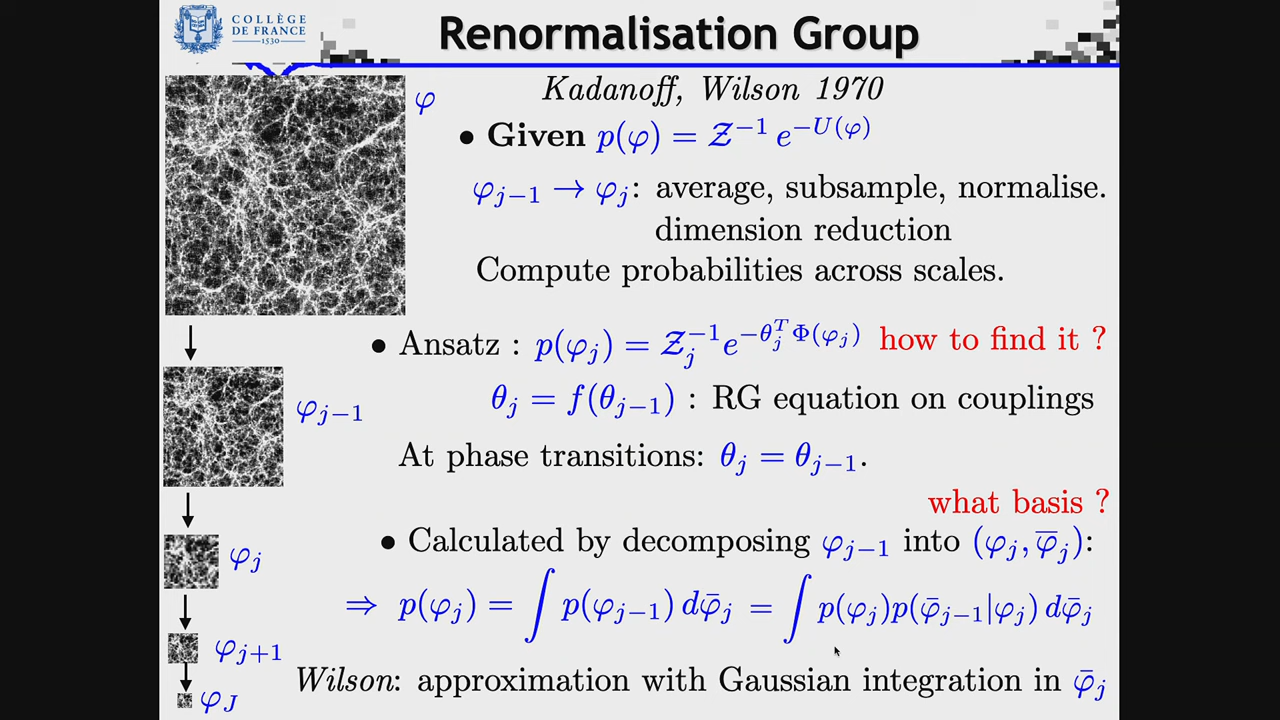 COLLÈGE
DE FRANCE
1530
Renormalisation Group
Kadanoff, Wilson 1970
φ
• Given p(φ) = Z⁻¹ e^{−U(φ)}
φ_{j−1} → φ_j: average, subsample, normalise.
dimension reduction
Compute probabilities across scales.
• Ansatz : p(φ_j) = Z_j^{−1} e^{−θ_j^T Φ(φ_j)} how to find it ?
φ_{j−1}
θ_j = f(θ_{j−1}) : RG equation on couplings
At phase transitions: θ_j = θ_{j−1}.
what basis ?
• Calculated by decomposing φ_{j−1} into (φ_j, φ̄_j):
φ_j
⇒ p(φ_j) = ∫ p(φ_{j−1}) dφ̄_j = ∫ p(φ_j)p(φ̄_{j−1}|φ_j) dφ̄_j
φ_{j+1}
Wilson: approximation with Gaussian integration in φ̄_j
φ_J